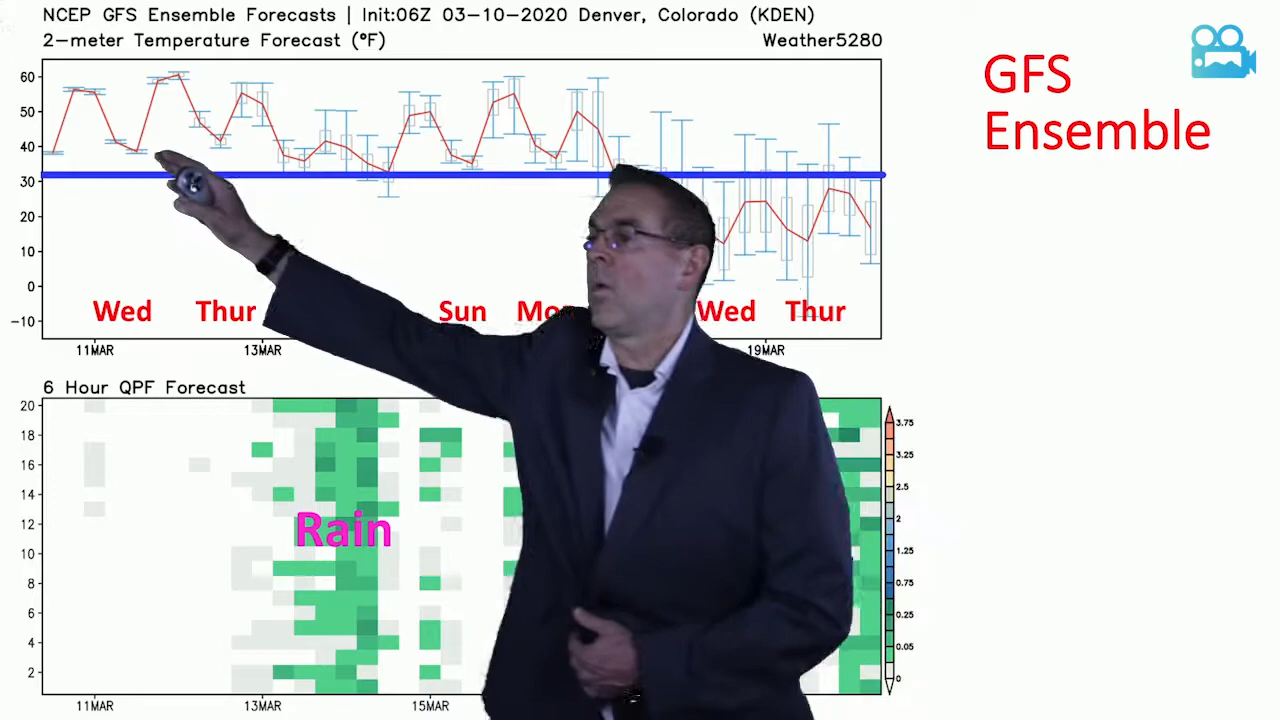 NCEP GFS Ensemble Forecasts | Init:06Z 03-10-2020 Denver, Colorado (KDEN)
2-meter Temperature Forecast (°F)
Weather5280
GFS
Ensemble
60
50
40
30
20
10
0
-10
Wed
Thur
Sun
Mon
Wed
Thur
11MAR
13MAR
19MAR
6 Hour QPF Forecast
20
18
16
14
12
10
8
6
4
2
Rain
3.75
3.25
2.5
2
1.25
0.75
0.25
0.05
0
11MAR
13MAR
15MAR